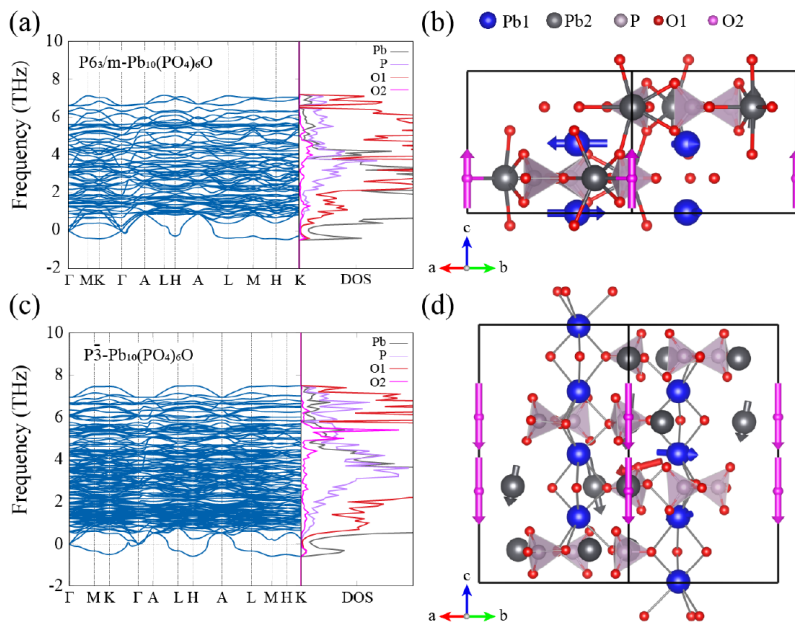 (a)
Frequency (THz)
10
8
6
4
2
0
-2
P6₃/m-Pb₁₀(PO₄)₆O
Pb
P
O1
O2
Γ M K Γ A L H A L M H K
DOS
(b)
Pb1 Pb2 P O1 O2
c
a b
(c)
Frequency (THz)
10
8
6
4
2
0
-2
P3̄-Pb₁₀(PO₄)₆O
Pb
P
O1
O2
Γ M K Γ A L H A L M H K
DOS
(d)
c
a b